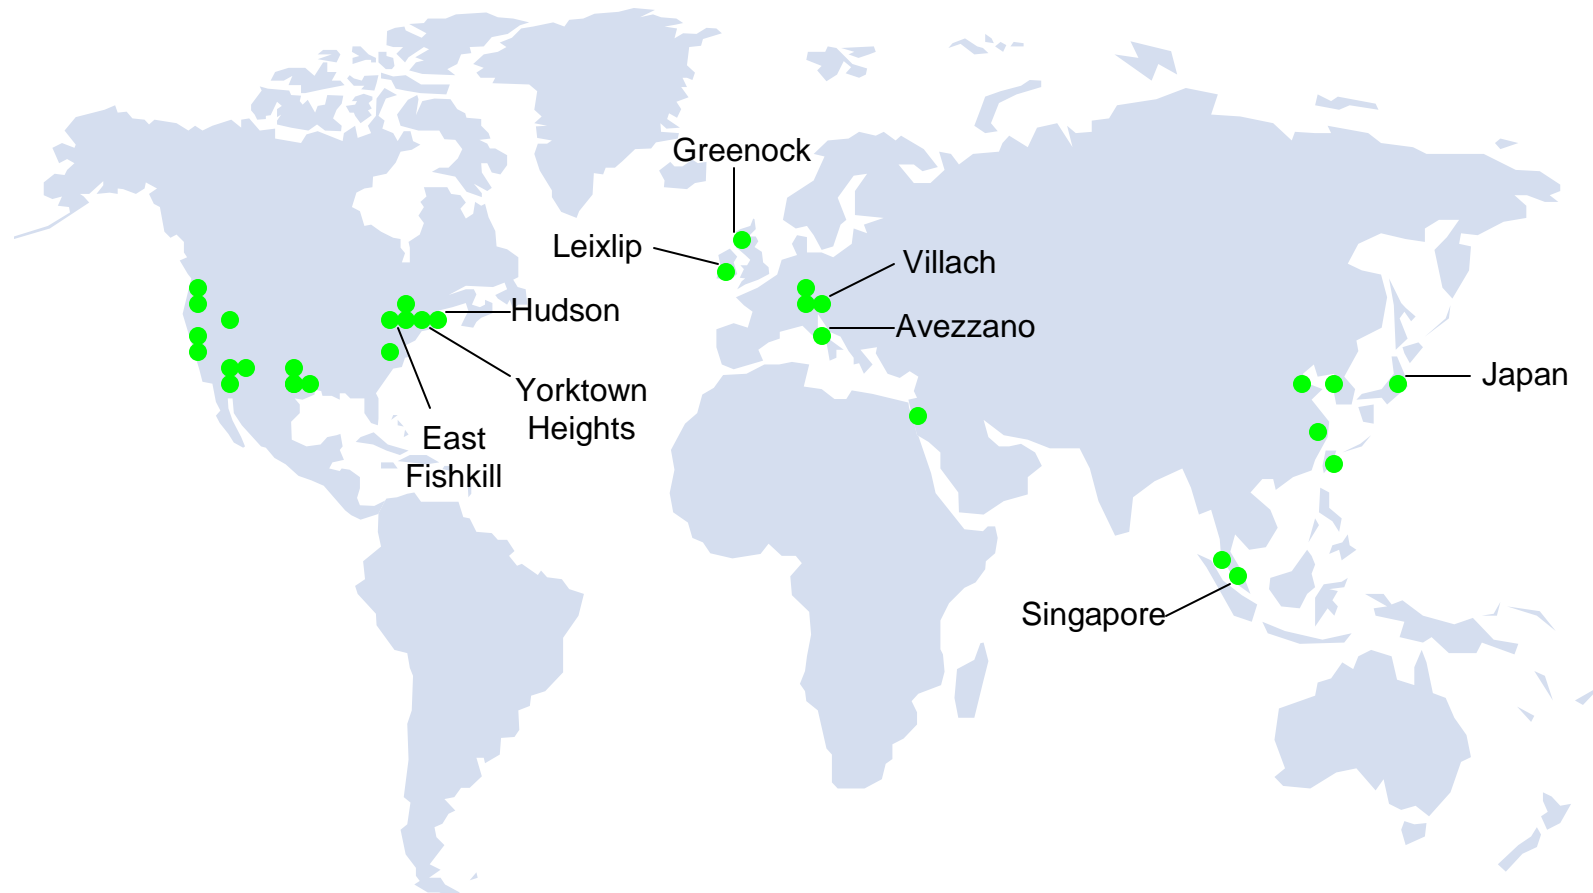 Greenock
Leixlip
Villach
Hudson
Avezzano
Yorktown
Heights
East
Fishkill
Japan
Singapore